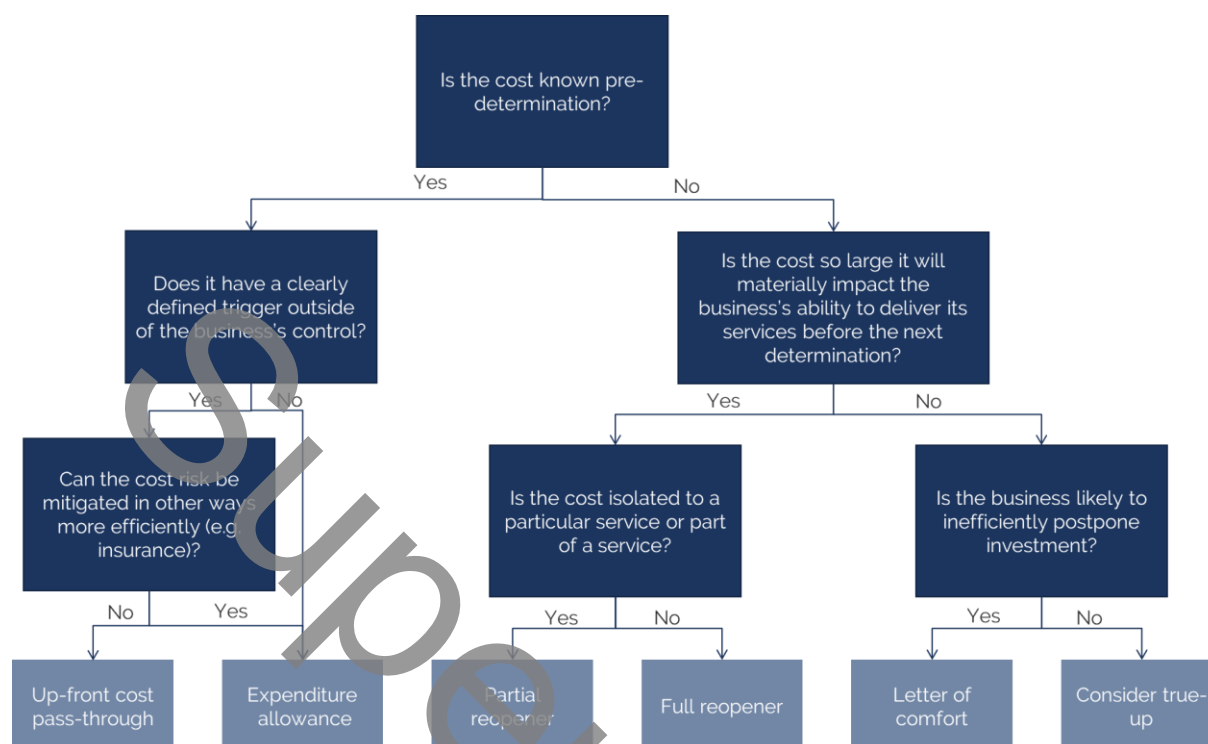 Is the cost known pre-
determination?
Yes
No
Does it have a clearly
defined trigger outside
of the business's control?
Is the cost so large it will
materially impact the
business's ability to deliver its
services before the next
determination?
Yes
No
Yes
No
Can the cost risk be
mitigated in other ways
more efficiently (e.g.
insurance)?
Is the cost isolated to a
particular service or part
of a service?
Is the business likely to
inefficiently postpone
investment?
No
Yes
Yes
No
Yes
No
Up-front cost
pass-through
Expenditure
allowance
Partial
reopener
Full reopener
Letter of
comfort
Consider true-
up